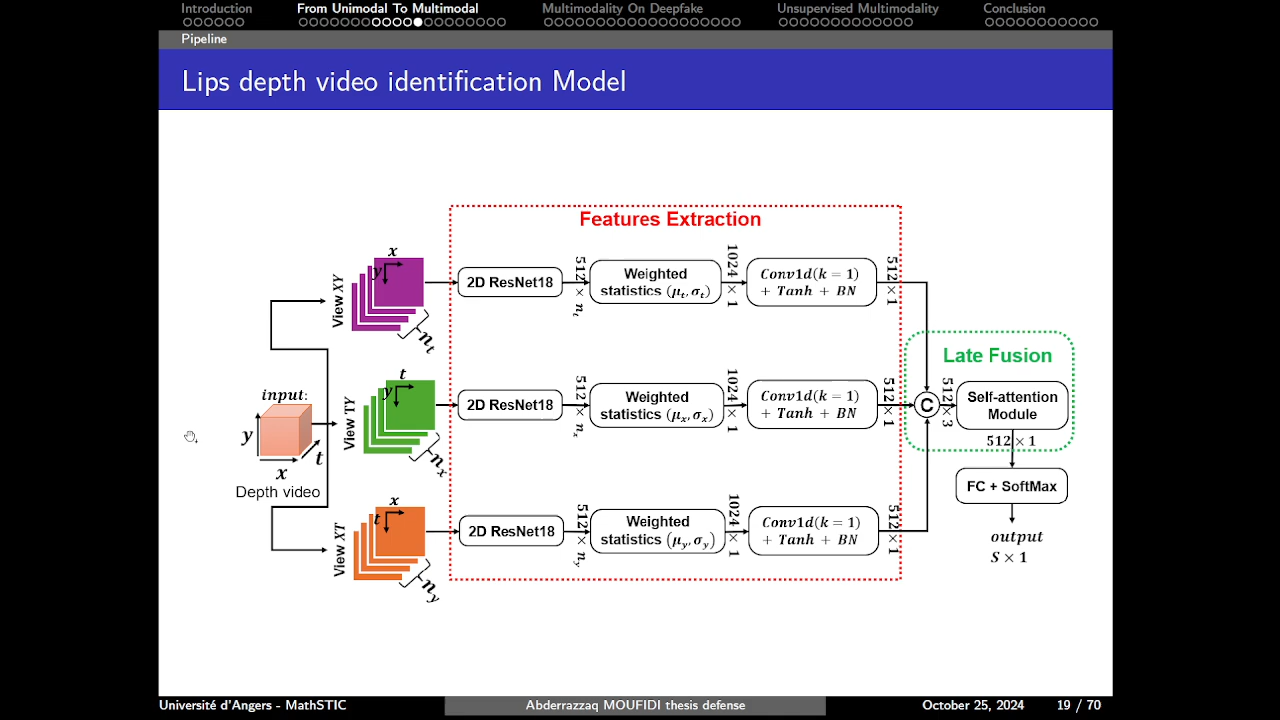 Introduction
From Unimodal To Multimodal
Multimodality On Deepfake
Unsupervised Multimodality
Conclusion
Pipeline
Lips depth video identification Model
Features Extraction
View XY
x
y
n_t
2D ResNet18
512 × n_t
Weighted
statistics (μ_t, σ_t)
1024 × 1
Conv1d(k = 1)
+ Tanh + BN
512 × 1
input:
y
x
t
Depth video
View TY
t
y
n_x
2D ResNet18
512 × n_x
Weighted
statistics (μ_x, σ_x)
1024 × 1
Conv1d(k = 1)
+ Tanh + BN
512 × 1
View XT
x
t
n_y
2D ResNet18
512 × n_y
Weighted
statistics (μ_y, σ_y)
1024 × 1
Conv1d(k = 1)
+ Tanh + BN
512 × 1
Late Fusion
C
512 × 3
Self-attention
Module
512 × 1
FC + SoftMax
output
S × 1
Université d'Angers - MathSTIC
Abderrazzaq MOUFIDI thesis defense
October 25, 2024
19 / 70